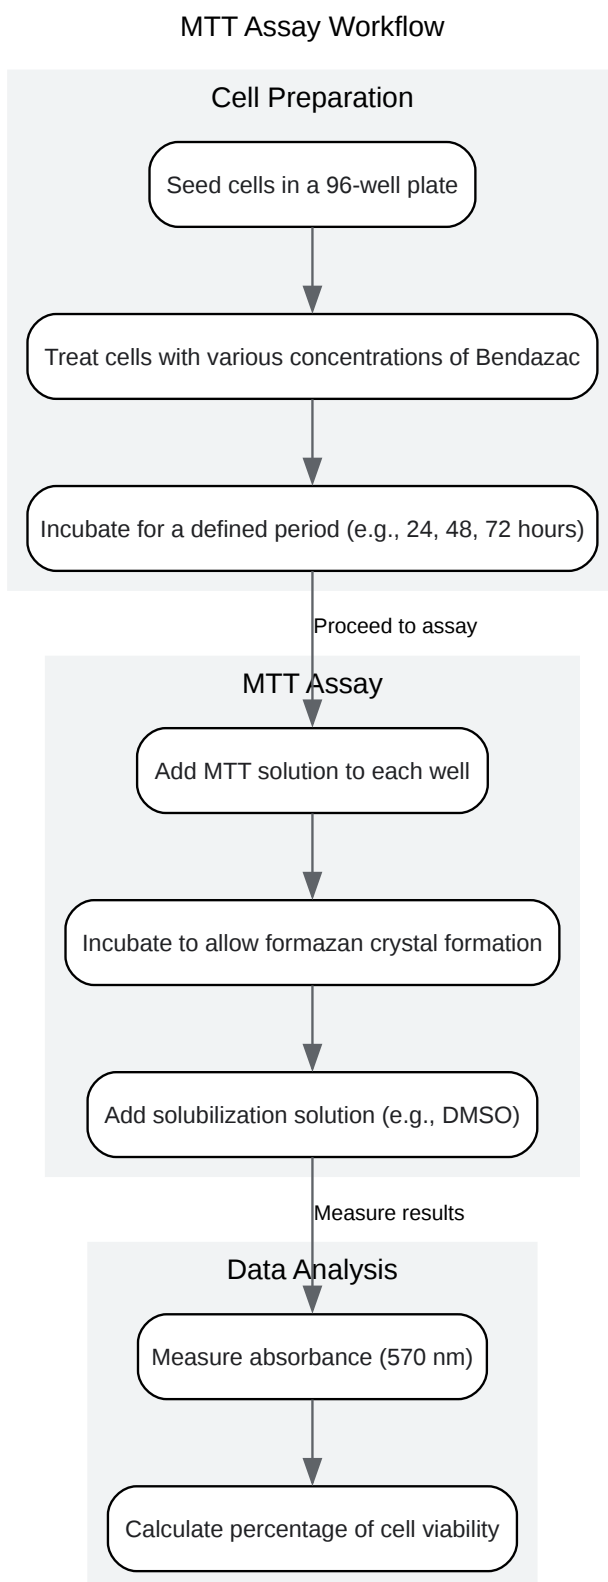 MTT Assay Workflow
Cell Preparation
Seed cells in a 96-well plate
Treat cells with various concentrations of Bendazac
Incubate for a defined period (e.g., 24, 48, 72 hours)
Proceed to assay
MTT Assay
Add MTT solution to each well
Incubate to allow formazan crystal formation
Add solubilization solution (e.g., DMSO)
Measure results
Data Analysis
Measure absorbance (570 nm)
Calculate percentage of cell viability